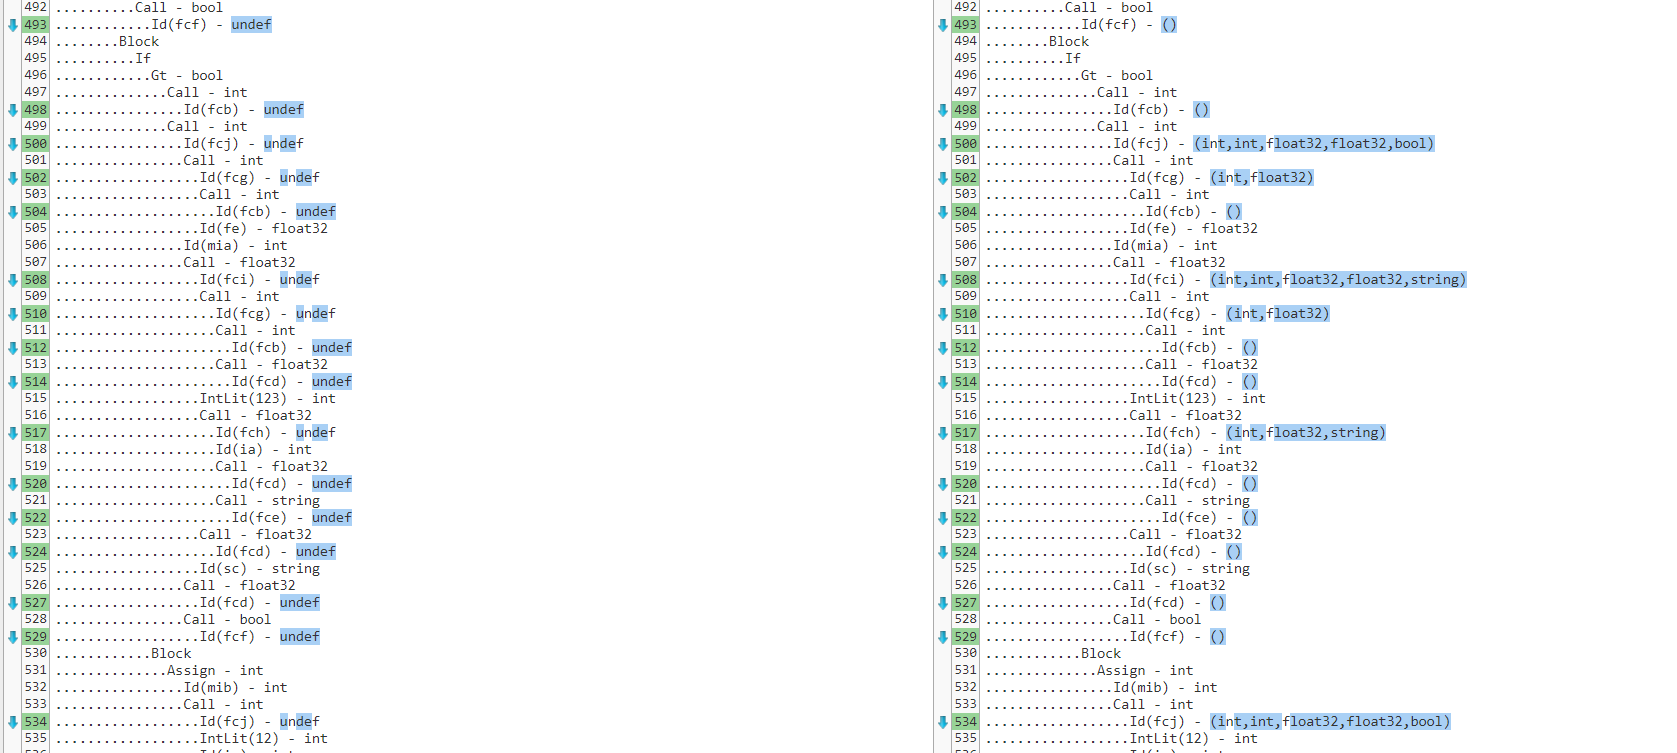 492 ..........Call - bool
493 ............Id(fcf) - undef
494 ........Block
495 ..........If
496 ............Gt - bool
497 ..............Call - int
498 ................Id(fcb) - undef
499 ..............Call - int
500 ................Id(fcj) - undef
501 ................Call - int
502 ..................Id(fcg) - undef
503 ..................Call - int
504 ....................Id(fcb) - undef
505 ..................Id(fe) - float32
506 ................Id(mia) - int
507 ................Call - float32
508 ..................Id(fci) - undef
509 ..................Call - int
510 ....................Id(fcg) - undef
511 ....................Call - int
512 ......................Id(fcb) - undef
513 ....................Call - float32
514 ......................Id(fcd) - undef
515 ..................IntLit(123) - int
516 ..................Call - float32
517 ....................Id(fch) - undef
518 ....................Id(ia) - int
519 ....................Call - float32
520 ......................Id(fcd) - undef
521 ....................Call - string
522 ......................Id(fce) - undef
523 ..................Call - float32
524 ....................Id(fcd) - undef
525 ..................Id(sc) - string
526 ................Call - float32
527 ..................Id(fcd) - undef
528 ................Call - bool
529 ..................Id(fcf) - undef
530 ............Block
531 ..............Assign - int
532 ................Id(mib) - int
533 ................Call - int
534 ..................Id(fcj) - undef
535 ..................IntLit(12) - int
492 ..........Call - bool
493 ............Id(fcf) - ()
494 ........Block
495 ..........If
496 ............Gt - bool
497 ..............Call - int
498 ................Id(fcb) - ()
499 ..............Call - int
500 ................Id(fcj) - (int,int,float32,float32,bool)
501 ................Call - int
502 ..................Id(fcg) - (int,float32)
503 ..................Call - int
504 ....................Id(fcb) - ()
505 ..................Id(fe) - float32
506 ................Id(mia) - int
507 ................Call - float32
508 ..................Id(fci) - (int,int,float32,float32,string)
509 ..................Call - int
510 ....................Id(fcg) - (int,float32)
511 ....................Call - int
512 ......................Id(fcb) - ()
513 ....................Call - float32
514 ......................Id(fcd) - ()
515 ..................IntLit(123) - int
516 ..................Call - float32
517 ....................Id(fch) - (int,float32,string)
518 ....................Id(ia) - int
519 ....................Call - float32
520 ......................Id(fcd) - ()
521 ....................Call - string
522 ......................Id(fce) - ()
523 ..................Call - float32
524 ....................Id(fcd) - ()
525 ..................Id(sc) - string
526 ................Call - float32
527 ..................Id(fcd) - ()
528 ................Call - bool
529 ..................Id(fcf) - ()
530 ............Block
531 ..............Assign - int
532 ................Id(mib) - int
533 ................Call - int
534 ..................Id(fcj) - (int,int,float32,float32,bool)
535 ..................IntLit(12) - int